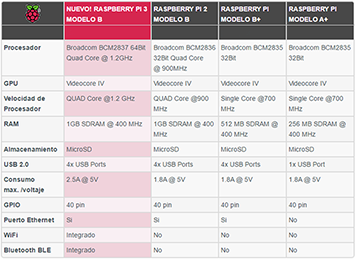 NUEVO! RASPBERRY PI 3 MODELO B
RASPBERRY PI 2 MODELO B
RASPBERRY PI MODELO B+
RASPBERRY PI MODELO A+
Procesador
Broadcom BCM2837 64Bit Quad Core @ 1.2GHz
Broadcom BCM2836 32Bit Quad Core @ 900MHz
Broadcom BCM2835 32Bit
Broadcom BCM2835 32Bit
GPU
Videocore IV
Videocore IV
Videocore IV
Videocore IV
Velocidad de Procesador
QUAD Core @1.2 GHz
QUAD Core @900 MHz
Single Core @700 MHz
Single Core @700 MHz
RAM
1GB SDRAM @ 400 MHz
1GB SDRAM @ 400 MHz
512 MB SDRAM @ 400 MHz
256 MB SDRAM @ 400 MHz
Almacenamiento
MicroSD
MicroSD
MicroSD
MicroSD
USB 2.0
4x USB Ports
4x USB Ports
4x USB Ports
1x USB Port
Consumo max. /voltaje
2.5A @ 5V
1.8A @ 5V
1.8A @ 5V
1.8A @ 5V
GPIO
40 pin
40 pin
40 pin
40 pin
Puerto Ethernet
Si
Si
Si
No
WiFi
Integrado
No
No
No
Bluetooth BLE
Integrado
No
No
No